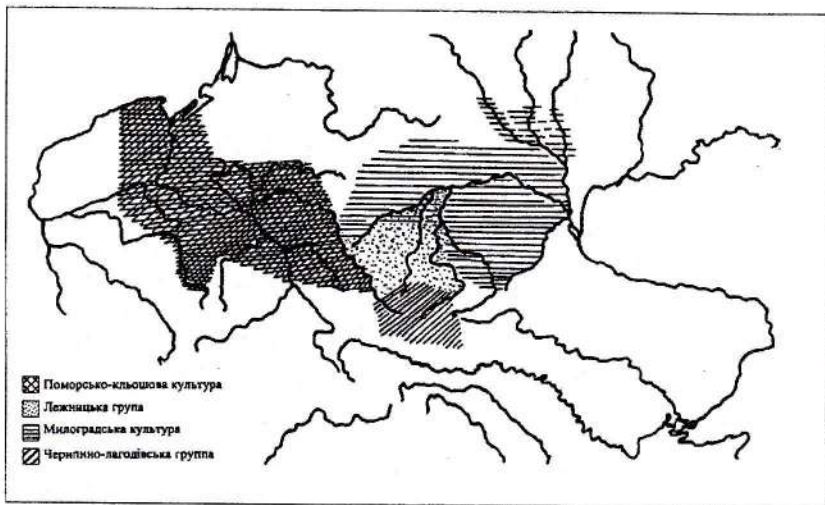 Поморсько-кльошова культура
Лежницька група
Милоградська культура
Черепино-лагодівська группа